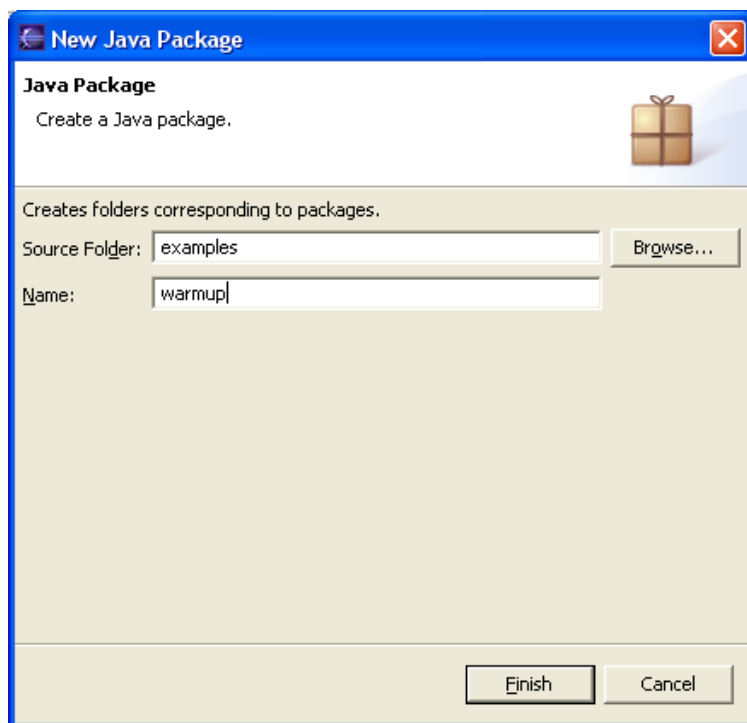 New Java Package
Java Package
Create a Java package.
Creates folders corresponding to packages.
Source Folder: examples Browse...
Name: warmup
Finish Cancel